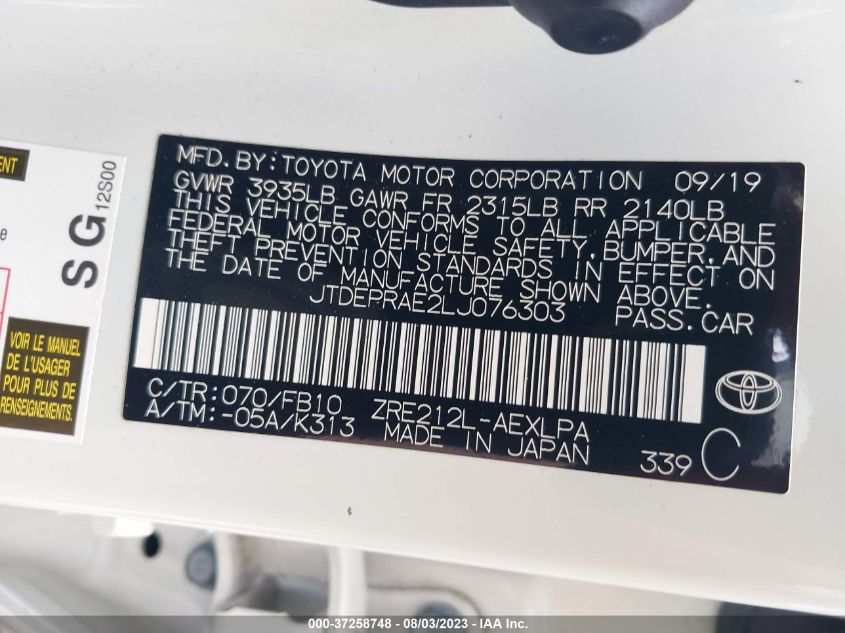 MFD. BY: TOYOTA MOTOR CORPORATION 09/19
GVWR 3935LB GAWR FR 2315LB RR 2140LB
THIS VEHICLE CONFORMS TO ALL APPLICABLE
FEDERAL MOTOR VEHICLE SAFETY, BUMPER, AND
THEFT PREVENTION STANDARDS IN EFFECT ON
THE DATE OF MANUFACTURE SHOWN ABOVE.
JTDEPRAE2LJ076303 PASS. CAR
C/TR: 070/FB10 ZRE212L-AEXLPA
A/TM: -05A/K313 MADE IN JAPAN
339 C
SG 12S00
VOIR LE MANUEL
DE L'USAGER
POUR PLUS DE
RENSEIGNEMENTS.
000-37258748 - 08/03/2023 - IAAI.com